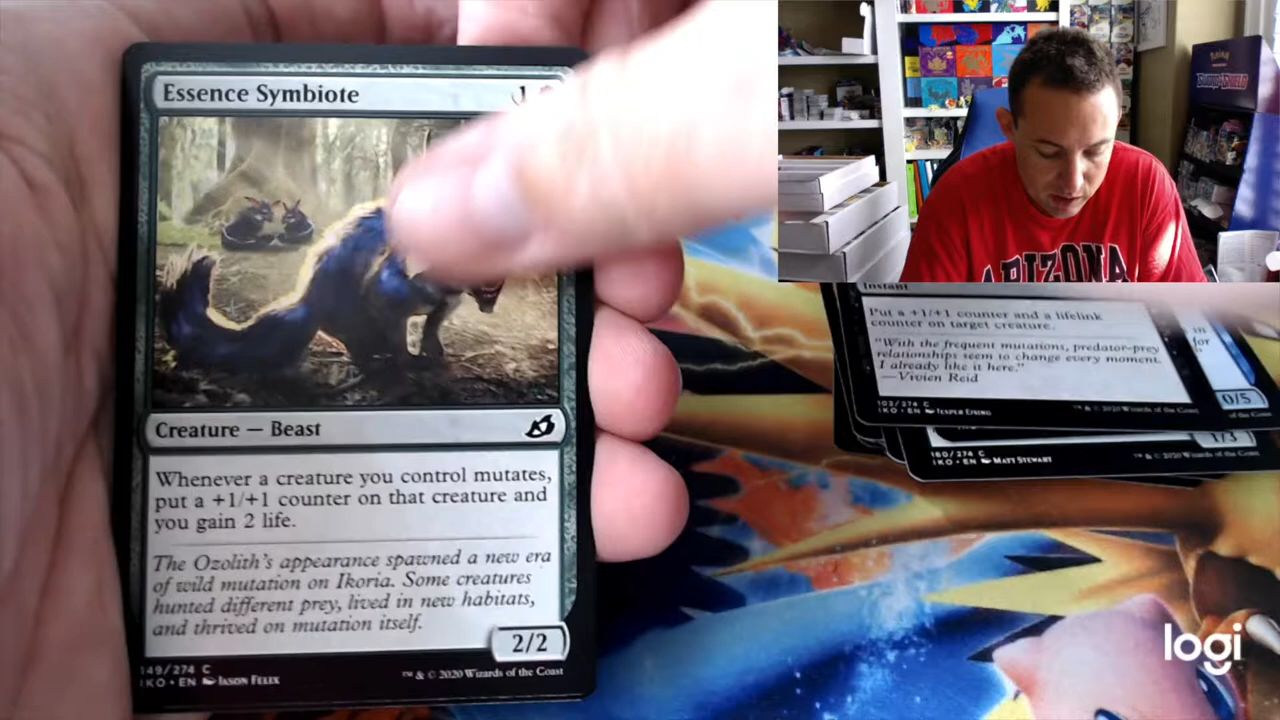 Essence Symbiote
Creature — Beast
Whenever a creature you control mutates,
put a +1/+1 counter on that creature and
you gain 2 life.
The Ozolith's appearance spawned a new era
of wild mutation on Ikoria. Some creatures
hunted different prey, lived in new habitats,
and thrived on mutation itself.
2/2
149/274 C
IKO • EN Jason Felix
™ & © 2020 Wizards of the Coast
ARIZONA
Pokémon
Instant
Put a +1/+1 counter and a lifelink
counter on target creature.
"With the frequent mutations, predator-prey
relationships seem to change every moment.
I already like it here."
—Vivien Reid
102/274 C
IKO • EN Jesper Ejsing
™ & © 2020 Wizards of the Coast
for
0/5
1/3
160/274 C
IKO • EN Matt Stewart
™ & © 2020 Wizards of the Coast
logi